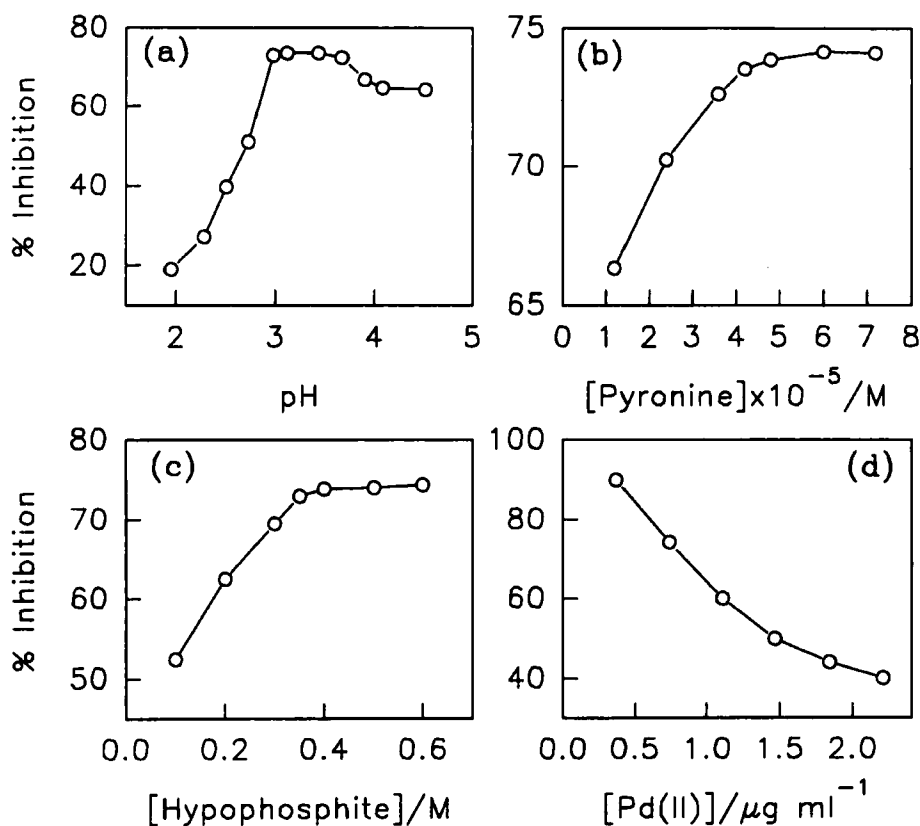 (a)
80
60
40
20
% Inhibition
2 3 4 5
pH
(b)
75
70
65
0 1 2 3 4 5 6 7 8
[Pyronine]x10⁻⁵/M
(c)
80
70
60
50
% Inhibition
0.0 0.2 0.4 0.6
[Hypophosphite]/M
(d)
100
80
60
40
0.0 0.5 1.0 1.5 2.0
[Pd(II)]/μg ml⁻¹